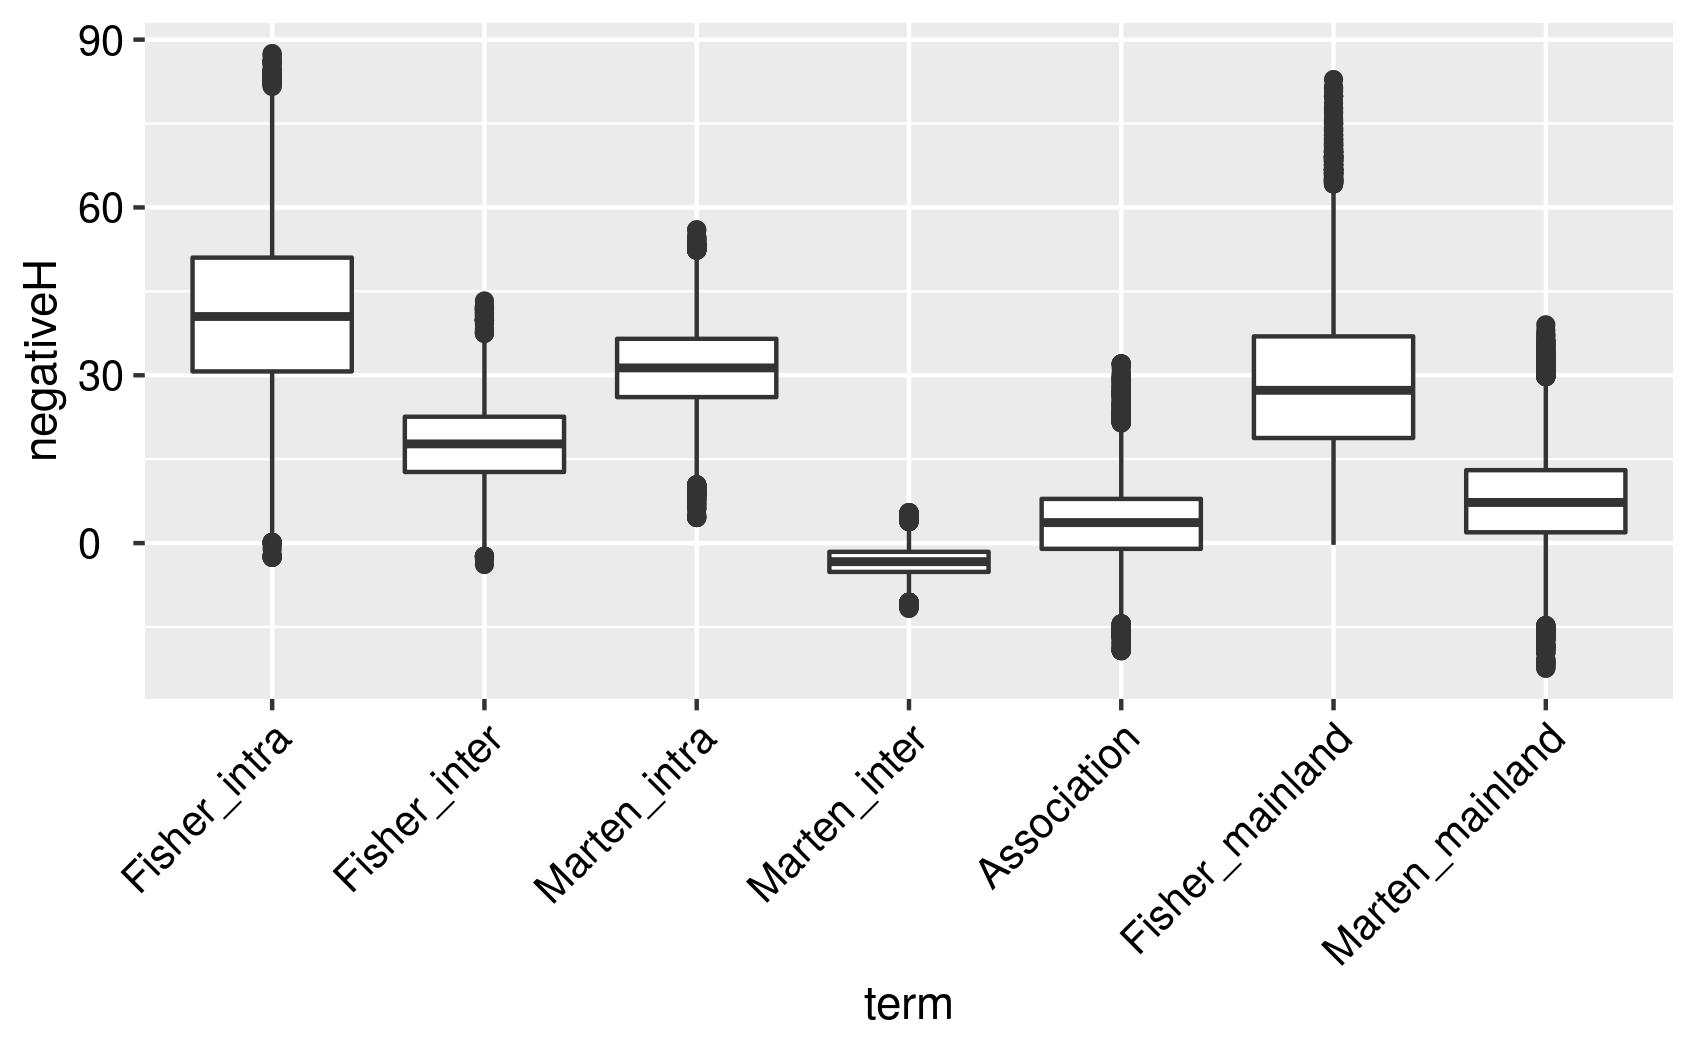 negativeH
90
60
30
0
Fisher_intra
Fisher_inter
Marten_intra
Marten_inter
Association
Fisher_mainland
Marten_mainland
term